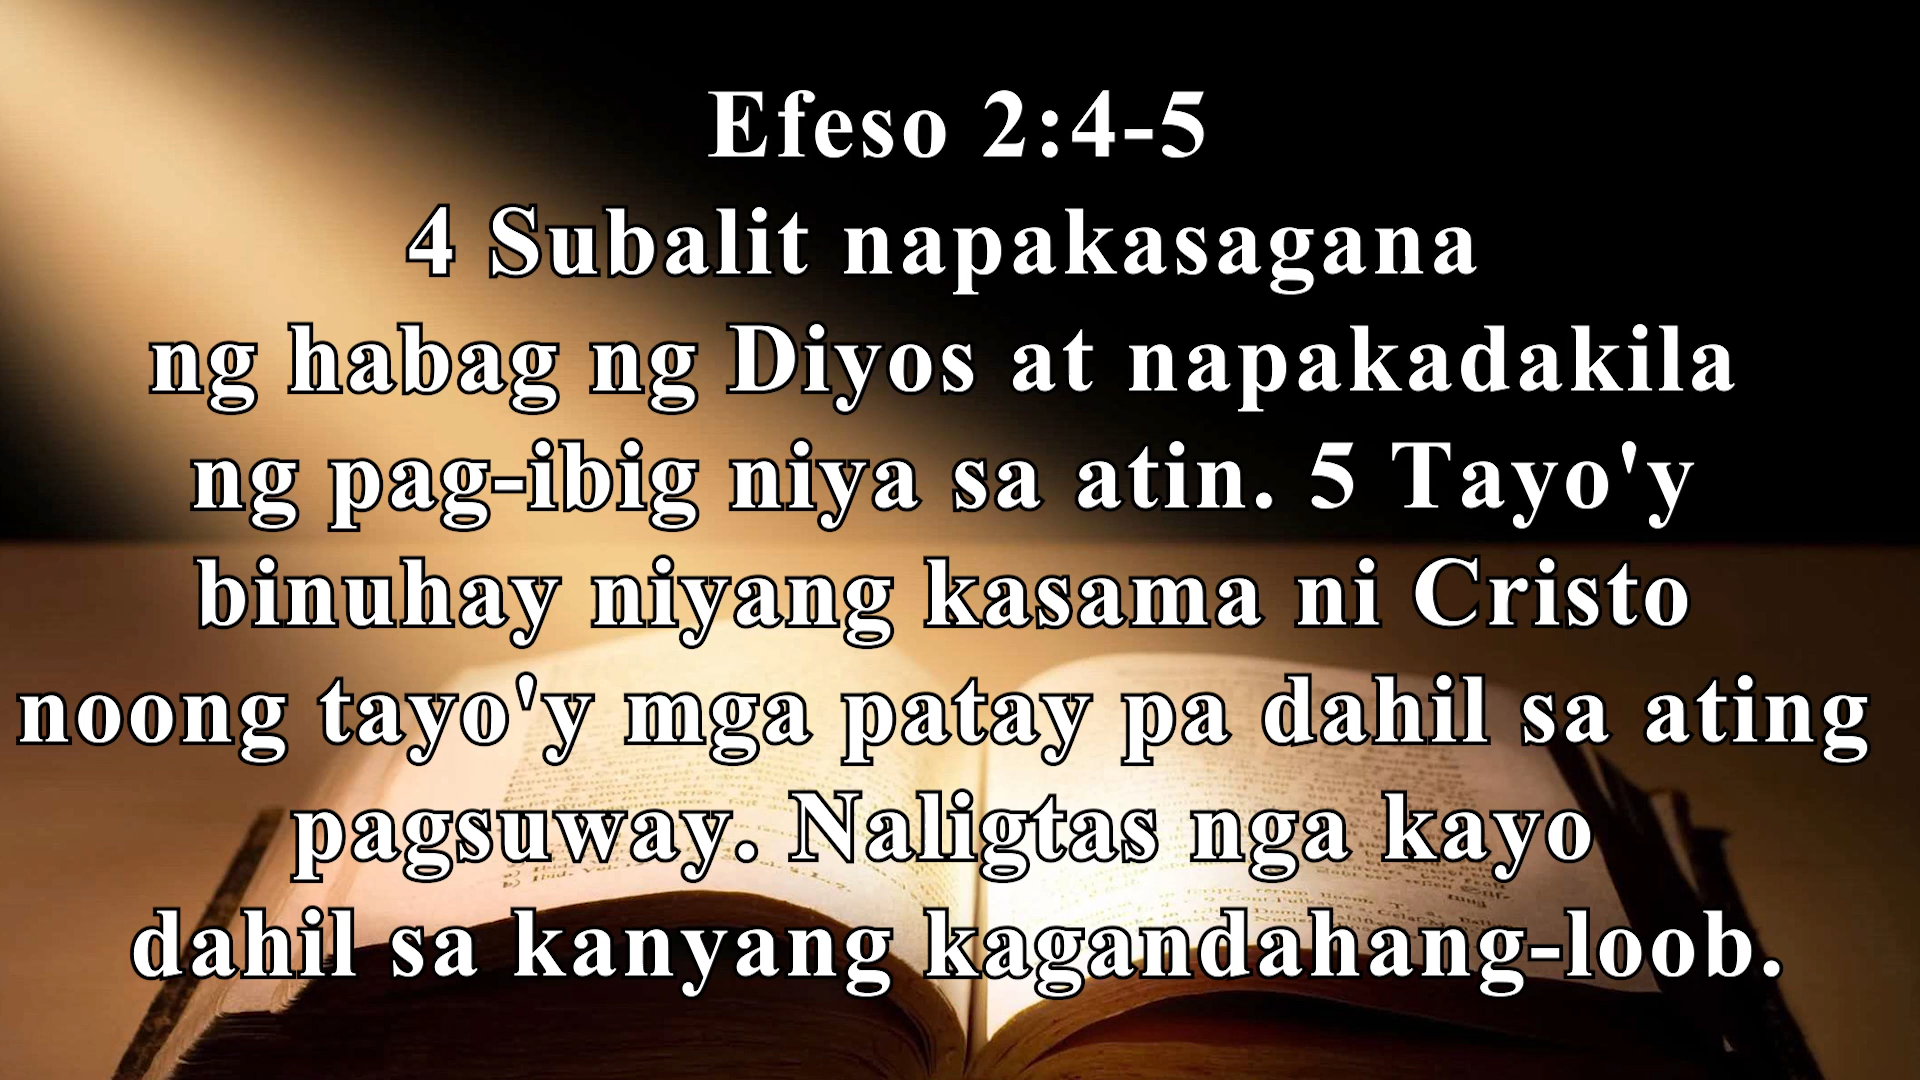 Efeso 2:4-5
4 Subalit napakasagana
ng habag ng Diyos at napakadakila
ng pag-ibig niya sa atin. 5 Tayo'y
binuhay niyang kasama ni Cristo
noong tayo'y mga patay pa dahil sa ating
pagsuway. Naligtas nga kayo
dahil sa kanyang kagandahang-loob.